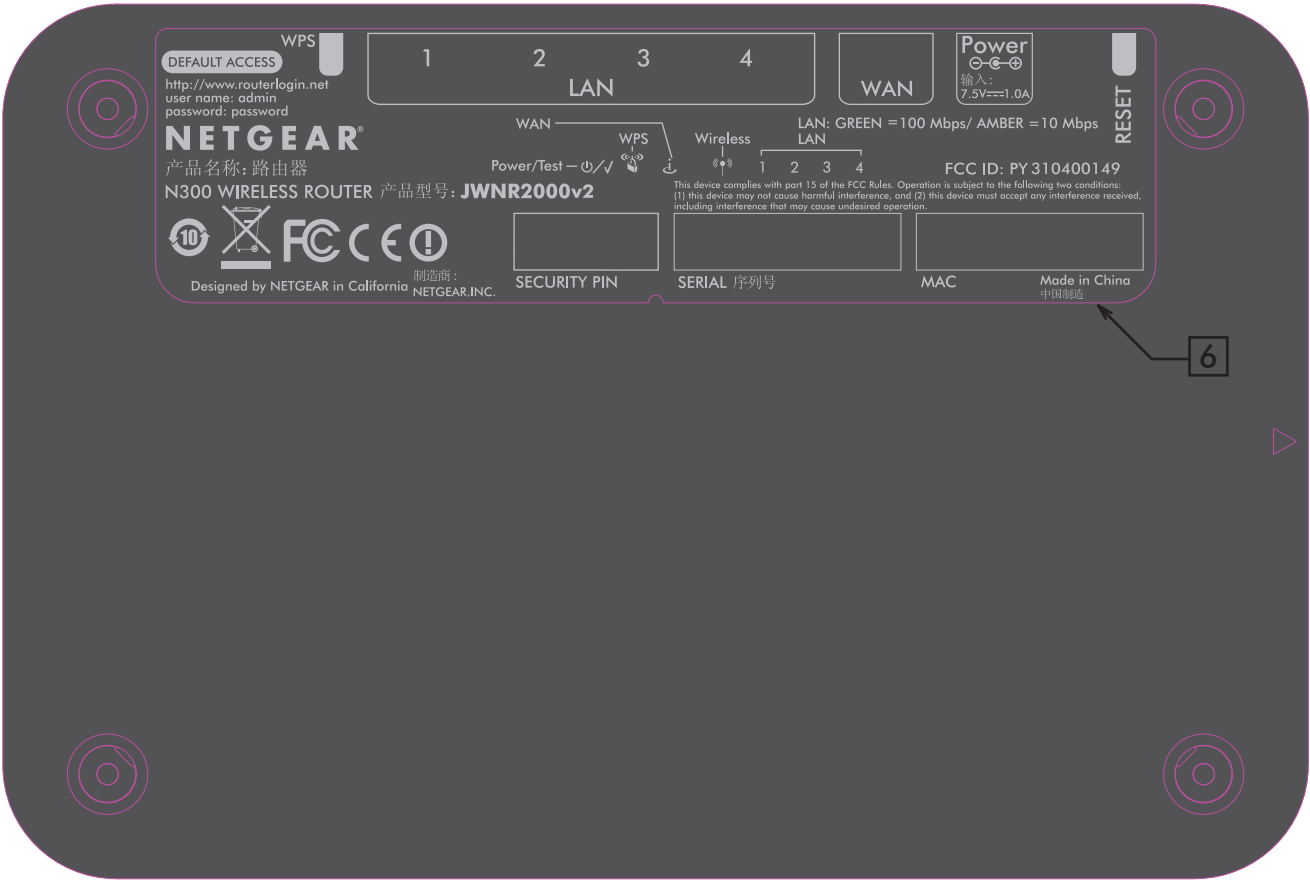 WPS
DEFAULT ACCESS
http://www.routerlogin.net
user name: admin
password: password
1 2 3 4
LAN
WAN
Power
输入:
7.5V⎓1.0A
RESET
NETGEAR®
产品名称: 路由器
N300 WIRELESS ROUTER 产品型号: JWNR2000v2
WAN
WPS
Power/Test
Wireless
LAN: GREEN =100 Mbps/ AMBER =10 Mbps
LAN
1 2 3 4
FCC ID: PY310400149
This device complies with part 15 of the FCC Rules. Operation is subject to the following two conditions:
(1) this device may not cause harmful interference, and (2) this device must accept any interference received,
including interference that may cause undesired operation.
10
FC CE
Designed by NETGEAR in California
制造商:
NETGEAR.INC.
SECURITY PIN
SERIAL 序列号
MAC
Made in China
中国制造
6